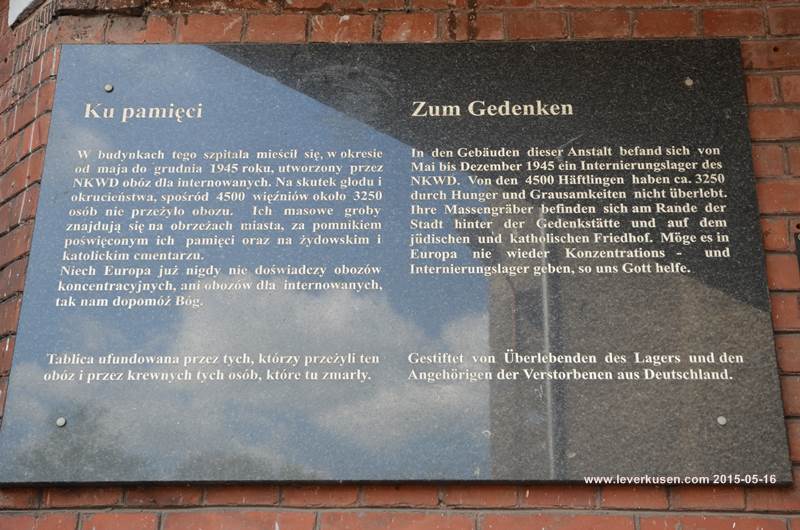 Ku pamięci
W budynkach tego szpitala mieścił się, w okresie
od maja do grudnia 1945 roku, utworzony przez
NKWD obóz dla internowanych. Na skutek głodu i
okrucieństwa, spośród 4500 więźniów około 3250
osób nie przeżyło obozu. Ich masowe groby
znajdują się na obrzeżach miasta, za pomnikiem
poświęconym ich pamięci oraz na żydowskim i
katolickim cmentarzu.
Niech Europa już nigdy nie doświadczy obozów
koncentracyjnych, ani obozów dla internowanych,
tak nam dopomóż Bóg.
Tablica ufundowana przez tych, którzy przeżyli ten
obóz i przez krewnych tych osób, które tu zmarły.
Zum Gedenken
In den Gebäuden dieser Anstalt befand sich von
Mai bis Dezember 1945 ein Internierungslager des
NKWD. Von den 4500 Häftlingen haben ca. 3250
durch Hunger und Grausamkeiten nicht überlebt.
Ihre Massengräber befinden sich am Rande der
Stadt hinter der Gedenkstätte und auf dem
jüdischen und katholischen Friedhof. Möge es in
Europa nie wieder Konzentrations - und
Internierungslager geben, so uns Gott helfe.
Gestiftet von Überlebenden des Lagers und den
Angehörigen der Verstorbenen aus Deutschland.
www.leverkusen.com 2015-05-16